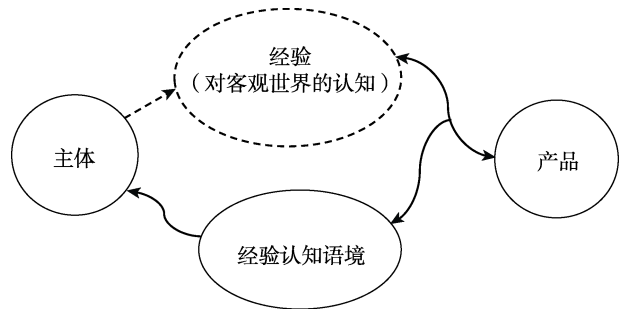 经验
（对客观世界的认知）
主体
产品
经验认知语境